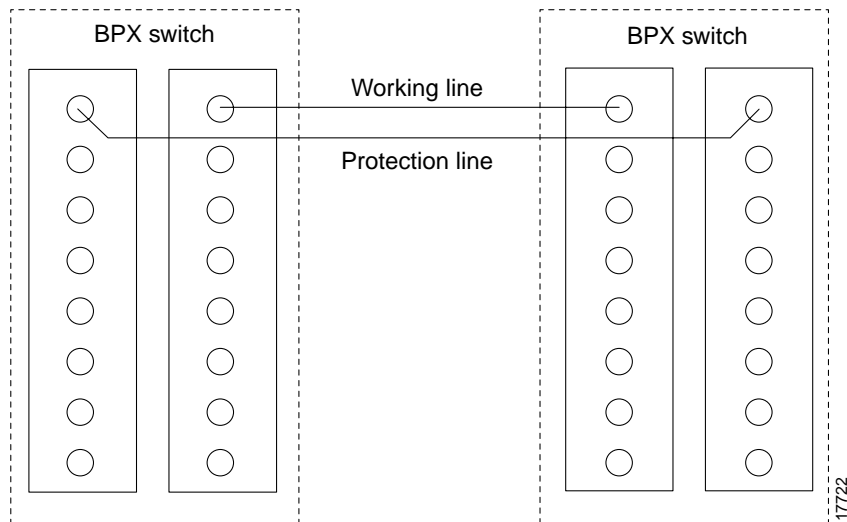 BPX switch
BPX switch
Working line
Protection line
17722